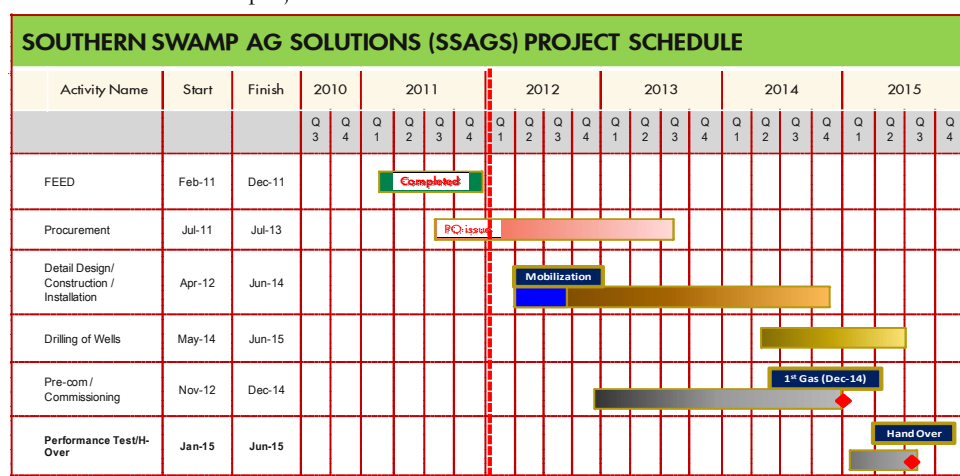 SOUTHERN SWAMP AG SOLUTIONS (SSAGS) PROJECT SCHEDULE
Activity Name Start Finish 2010 2011 2012 2013 2014 2015
Q Q Q Q Q Q Q Q Q Q Q Q Q Q Q Q Q Q Q Q Q Q
3 4 1 2 3 4 1 2 3 4 1 2 3 4 1 2 3 4 1 2 3 4
FEED Feb-11 Dec-11 Completed
Procurement Jul-11 Jul-13 PO issue
Detail Design/
Construction /
Installation
Apr-12 Jun-14
Mobilization
Drilling of Wells May-14 Jun-15
Pre-com /
Commissioning
Nov-12 Dec-14
1st Gas (Dec-14)
Performance Test/H-
Over
Jan-15 Jun-15
Hand Over